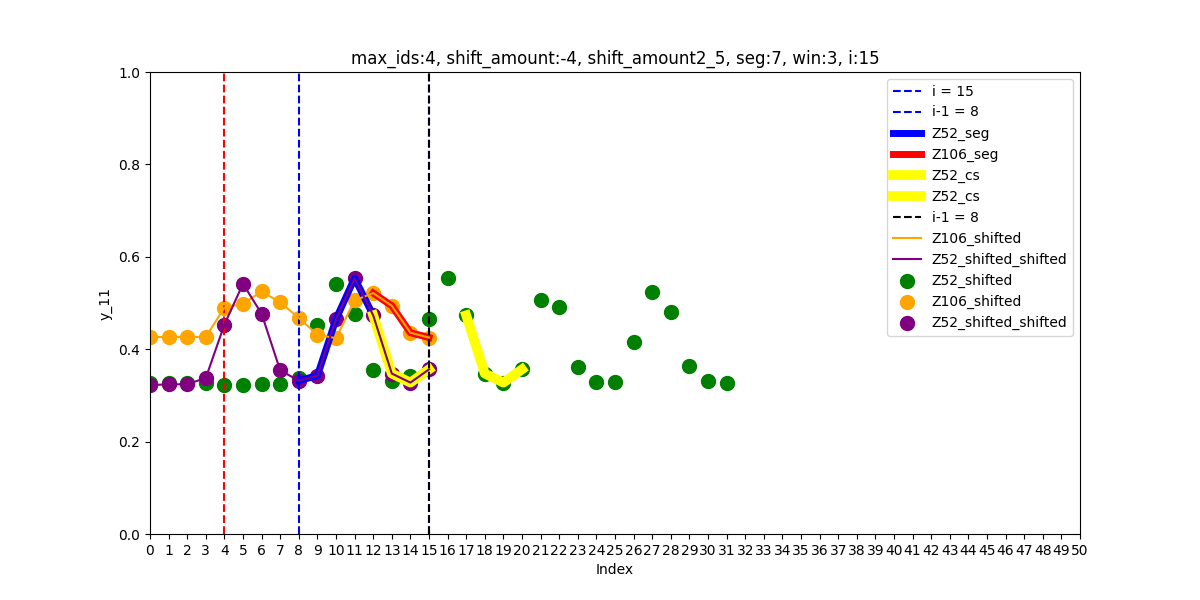 max_ids:4, shift_amount:-4, shift_amount2_5, seg:7, win:3, i:15
i = 15
i-1 = 8
Z52_seg
Z106_seg
Z52_cs
Z52_cs
i-1 = 8
Z106_shifted
Z52_shifted_shifted
Z52_shifted
Z106_shifted
Z52_shifted_shifted
1.0
0.8
0.6
0.4
0.2
0.0
y_11
0 1 2 3 4 5 6 7 8 9 10 11 12 13 14 15 16 17 18 19 20 21 22 23 24 25 26 27 28 29 30 31 32 33 34 35 36 37 38 39 40 41 42 43 44 45 46 47 48 49 50
Index